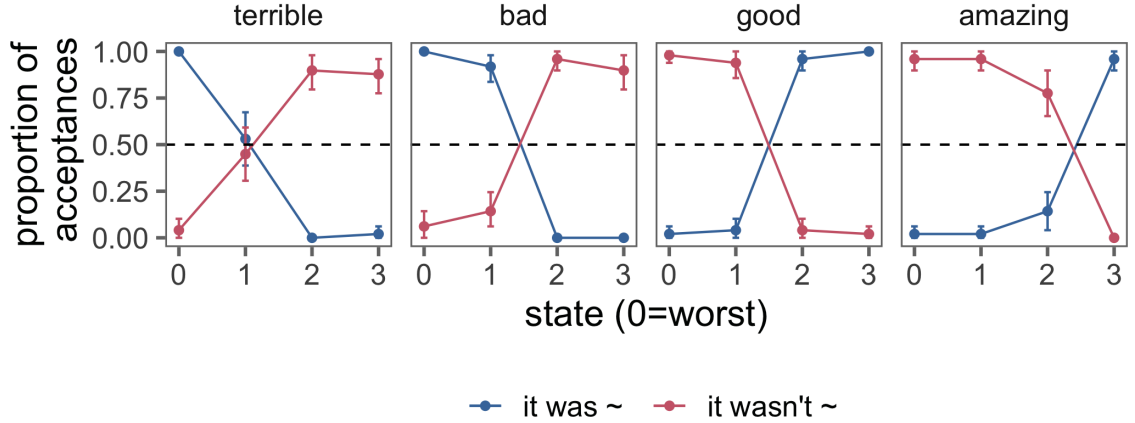 terrible bad good amazing
proportion of
acceptances
1.00
0.75
0.50
0.25
0.00
0 1 2 3 0 1 2 3 0 1 2 3 0 1 2 3
state (0=worst)
it was ~ it wasn't ~